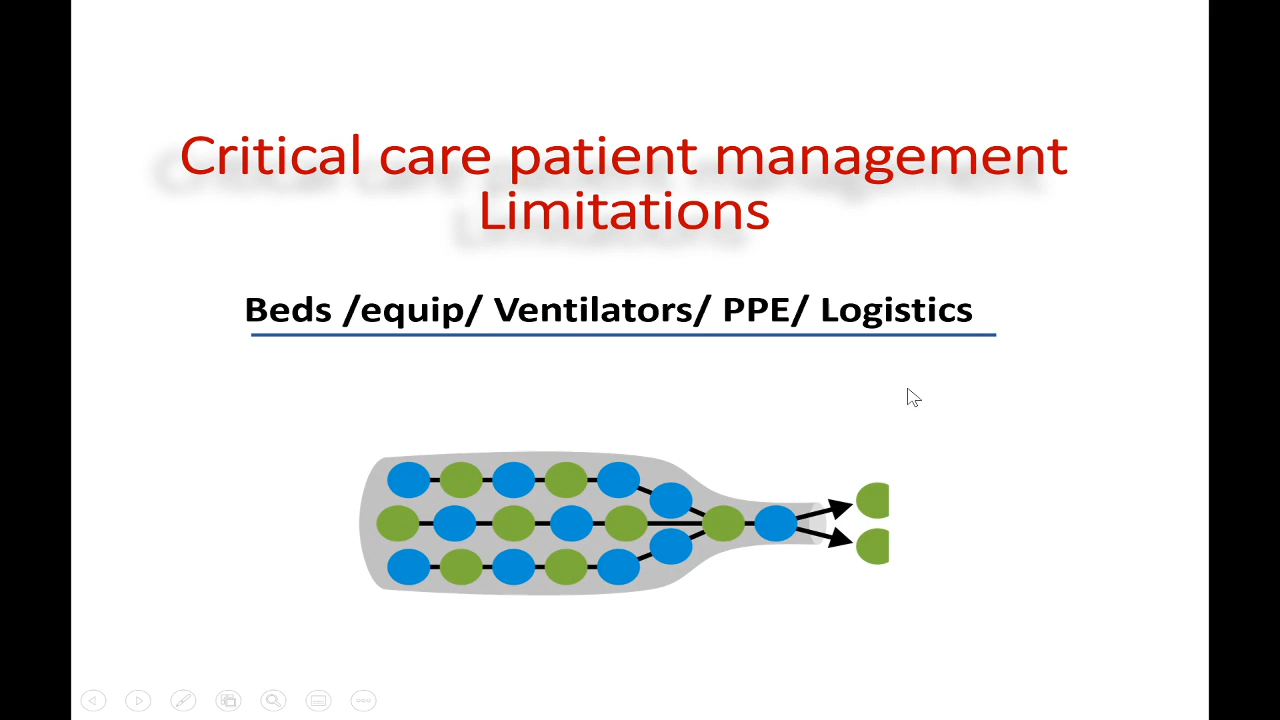 Critical care patient management
Limitations
Beds /equip/ Ventilators/ PPE/ Logistics